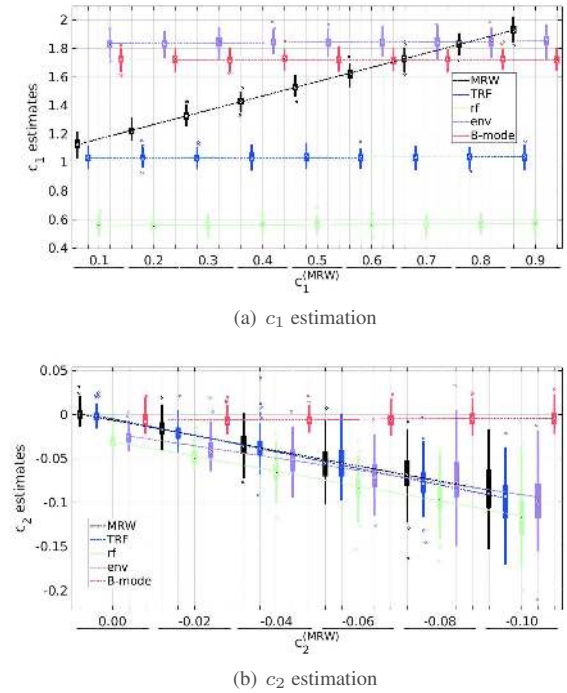 2
1.8
1.6
1.4
1.2
1
0.8
0.6
0.4
c₁ estimates
MRW
TRF
rf
env
B-mode
0.1 0.2 0.3 0.4 0.5 0.6 0.7 0.8 0.9
c₁^(MRW)
(a) c₁ estimation
0.05
0
-0.05
-0.1
-0.15
-0.2
c₂ estimates
MRW
TRF
rf
env
B-mode
0.00 -0.02 -0.04 -0.06 -0.08 -0.10
c₂^(MRW)
(b) c₂ estimation